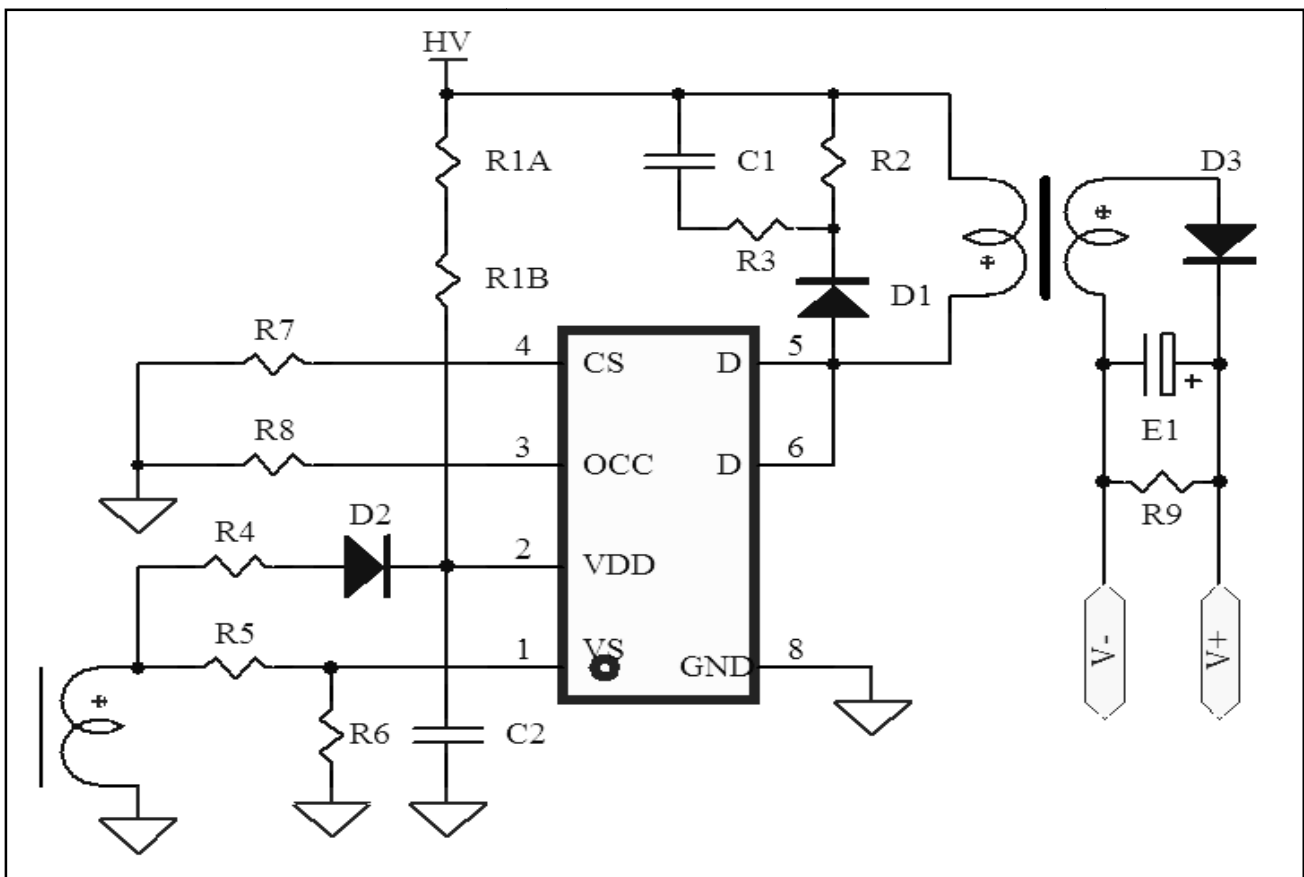 HV
R1A
C1
R2
D3
R3
R1B
D1
R7
4
CS
D
5
R8
3
OCC
D
6
E1
R9
D2
R4
2
VDD
R5
1
VS
GND
8
V-
V+
R6
C2